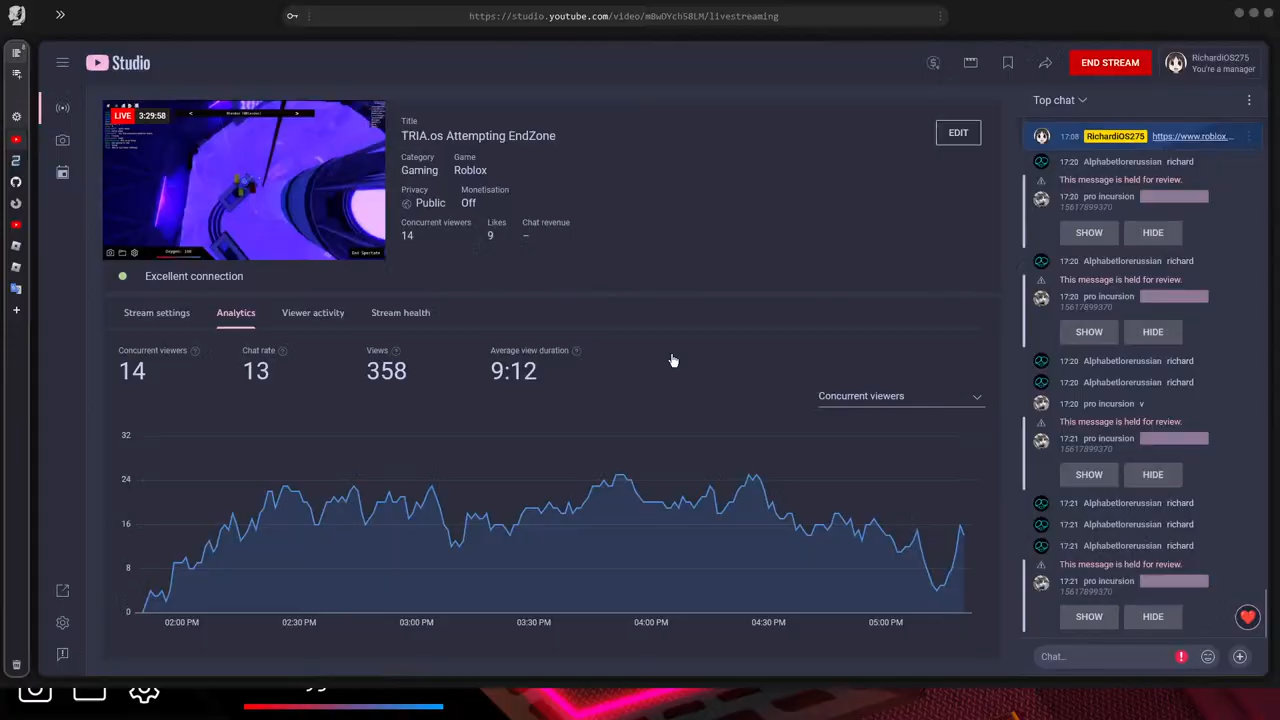 https://studio.youtube.com/video/mBwDYchS8LM/livestreaming
Studio
END STREAM
RichardiOS275
You're a manager
LIVE 3:29:58
Title
TRIA.os Attempting EndZone
EDIT
Category
Game
Gaming
Roblox
Privacy
Monetisation
Public
Off
Concurrent viewers
Likes
Chat revenue
14
9
–
Excellent connection
Stream settings
Analytics
Viewer activity
Stream health
Concurrent viewers
Chat rate
Views
Average view duration
14
13
358
9:12
Concurrent viewers
32
24
16
8
0
02:00 PM
02:30 PM
03:00 PM
03:30 PM
04:00 PM
04:30 PM
05:00 PM
Top chat
17:08 RichardiOS275 https://www.roblox,...
17:20 Alphabetlorerussian richard
This message is held for review.
17:20 pro incursion
15617899370
SHOW HIDE
17:20 Alphabetlorerussian richard
This message is held for review.
17:20 pro incursion
15617899370
SHOW HIDE
17:20 Alphabetlorerussian richard
17:20 Alphabetlorerussian richard
17:20 pro incursion v
This message is held for review.
17:21 pro incursion
15617899370
SHOW HIDE
17:21 Alphabetlorerussian richard
17:21 Alphabetlorerussian richard
17:21 Alphabetlorerussian richard
This message is held for review.
17:21 pro incursion
15617899370
SHOW HIDE
Chat...